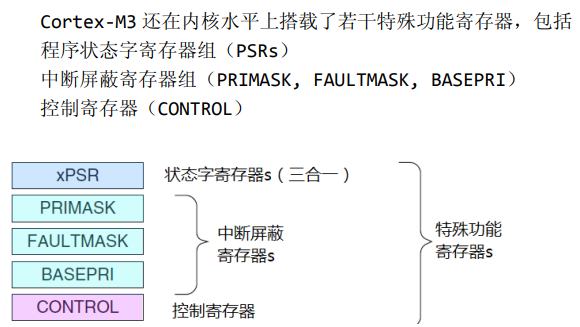 Cortex-M3 还在内核水平上搭载了若干特殊功能寄存器，包括
程序状态字寄存器组（PSRs）
中断屏蔽寄存器组（PRIMASK, FAULTMASK, BASEPRI）
控制寄存器（CONTROL）
xPSR 状态字寄存器s（三合一）
PRIMASK
FAULTMASK
BASEPRI
中断屏蔽
寄存器s
特殊功能
寄存器s
CONTROL 控制寄存器